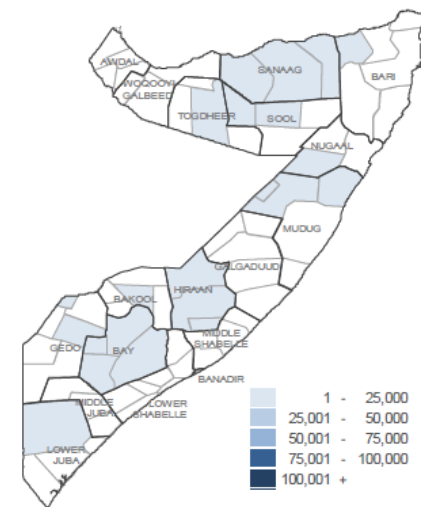 AWDAL
WOQOOYI
GALBEED
SANAAG
BARI
TOGDHEER
SOOL
NUGAAL
MUDUG
GALGADUUD
HIRAAN
BAKOOL
MIDDLE
SHABELLE
GEDO
BAY
BANADIR
MIDDLE
JUBA
LOWER
SHABELLE
LOWER
JUBA
1 - 25,000
25,001 - 50,000
50,001 - 75,000
75,001 - 100,000
100,001 +